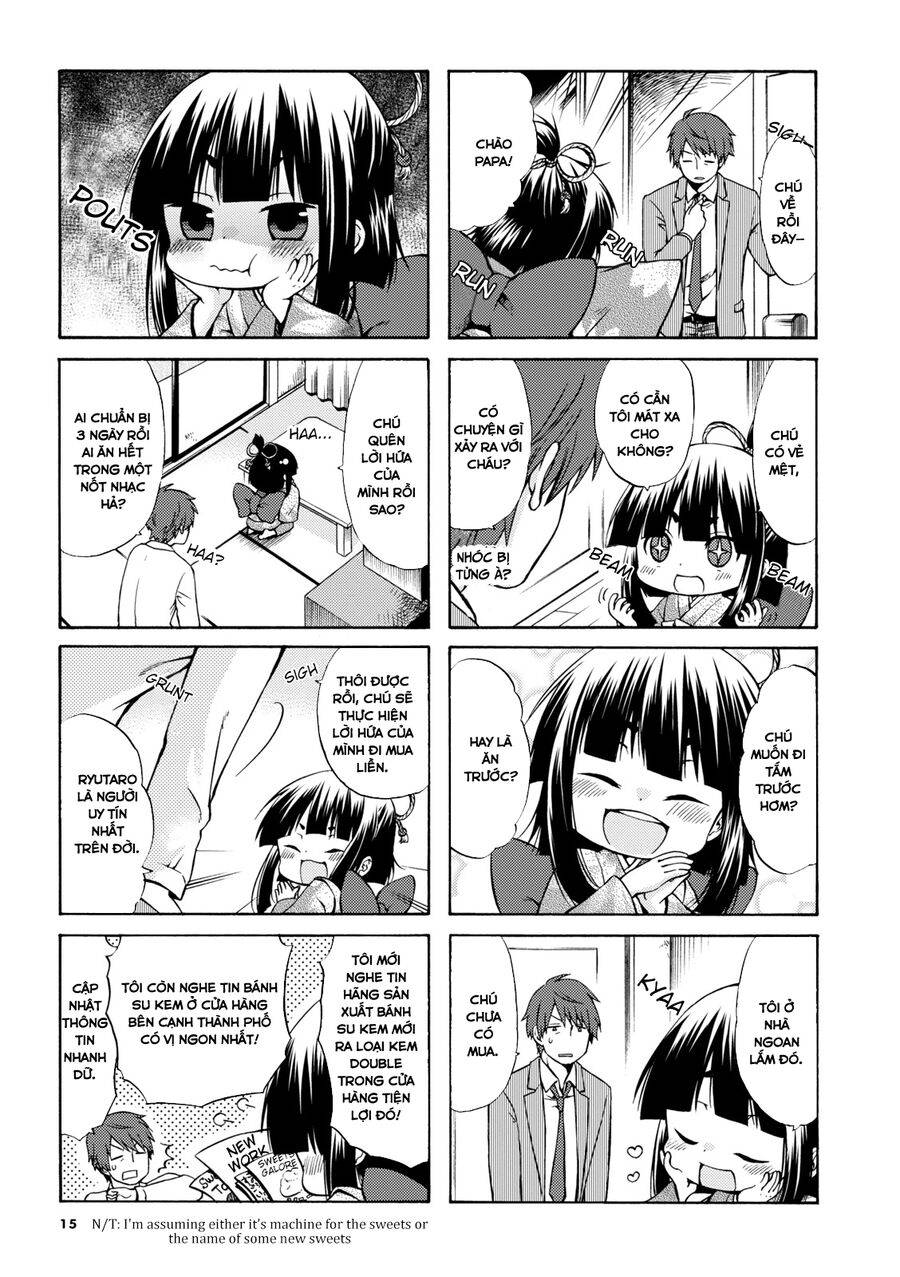 SIGH—
CHÚ
VỀ
RỒI
ĐÂY–
CHÀO
PAPA!
RUN
RUN
CHÚ
CÓ VẺ
MỆT,
CÓ CẦN
TÔI MÁT XA
CHO
KHÔNG?
CÓ
CHUYỆN GÌ
XẢY RA VỚI
CHÁU?
NHÓC BỊ
TỪNG À?
BEAM
BEAM
CHÚ
MUỐN ĐI
TẮM
TRƯỚC
HƠM?
HAY LÀ
ĂN
TRƯỚC?
TÔI Ở
NHÀ
NGOAN
LẮM ĐÓ.
KYAA
CHÚ
CHƯA
CÓ
MUA.
POUTS
CHÚ
QUÊN
LỜI HỨA
CỦA
MÌNH RỒI
SAO?
HAA...
AI CHUẨN BỊ
3 NGÀY RỒI
AI ĂN HẾT
TRONG MỘT
NỐT NHẠC
HẢ?
HAA?
THÔI ĐƯỢC
RỒI, CHÚ SẼ
THỰC HIỆN
LỜI HỨA CỦA
MÌNH ĐI MUA
LIỀN.
SIGH
GRUNT
RYUTARO
LÀ NGƯỜI
UY TÍN
NHẤT
TRÊN ĐỜI.
TÔI MỚI
NGHE TIN
HÃNG SẢN
XUẤT BÁNH
SU KEM MỚI
RA LOẠI KEM
DOUBLE
TRONG CỬA
HÀNG TIỆN
LỢI ĐÓ!
TÔI CÒN NGHE TIN BÁNH
SU KEM Ở CỬA HÀNG
BÊN CẠNH THÀNH PHỐ
CÓ VỊ NGON NHẤT!
CẬP
NHẬT
THÔNG
TIN
NHANH
DỮ.
NEW
WORK
SWEETS
GALORE
15 N/T: I'm assuming either it's machine for the sweets or
the name of some new sweets